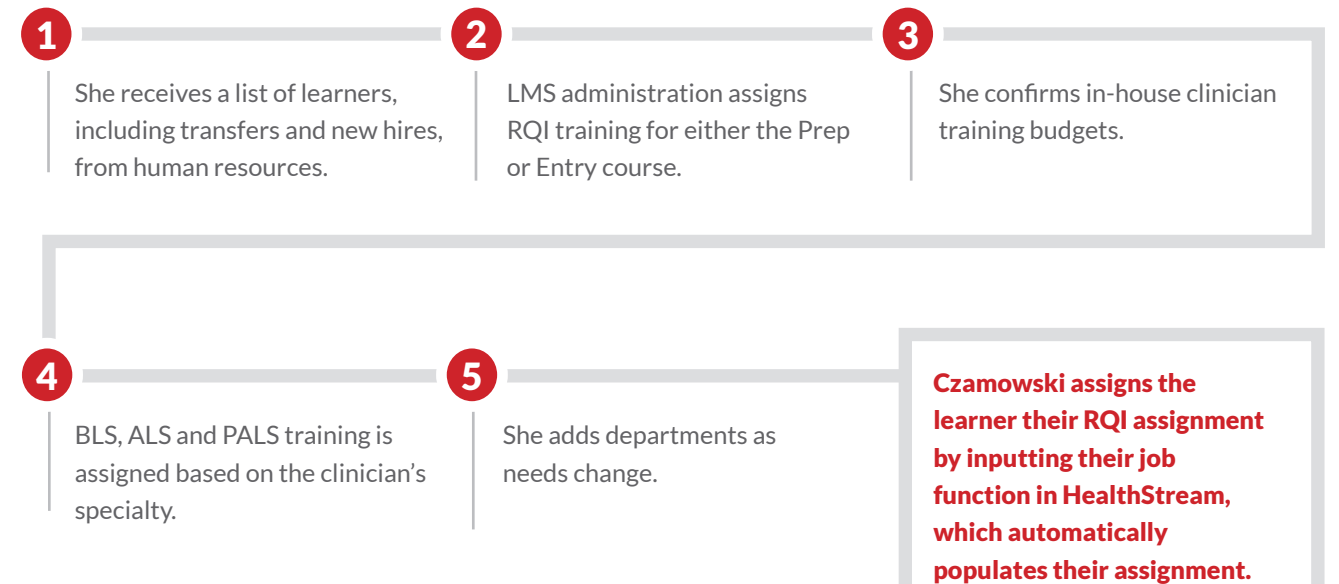 1
She receives a list of learners,
including transfers and new hires,
from human resources.
2
LMS administration assigns
RQI training for either the Prep
or Entry course.
3
She confirms in-house clinician
training budgets.
4
BLS, ALS and PALS training is
assigned based on the clinician’s
specialty.
5
She adds departments as
needs change.
Czamowski assigns the
learner their RQI assignment
by inputting their job
function in HealthStream,
which automatically
populates their assignment.